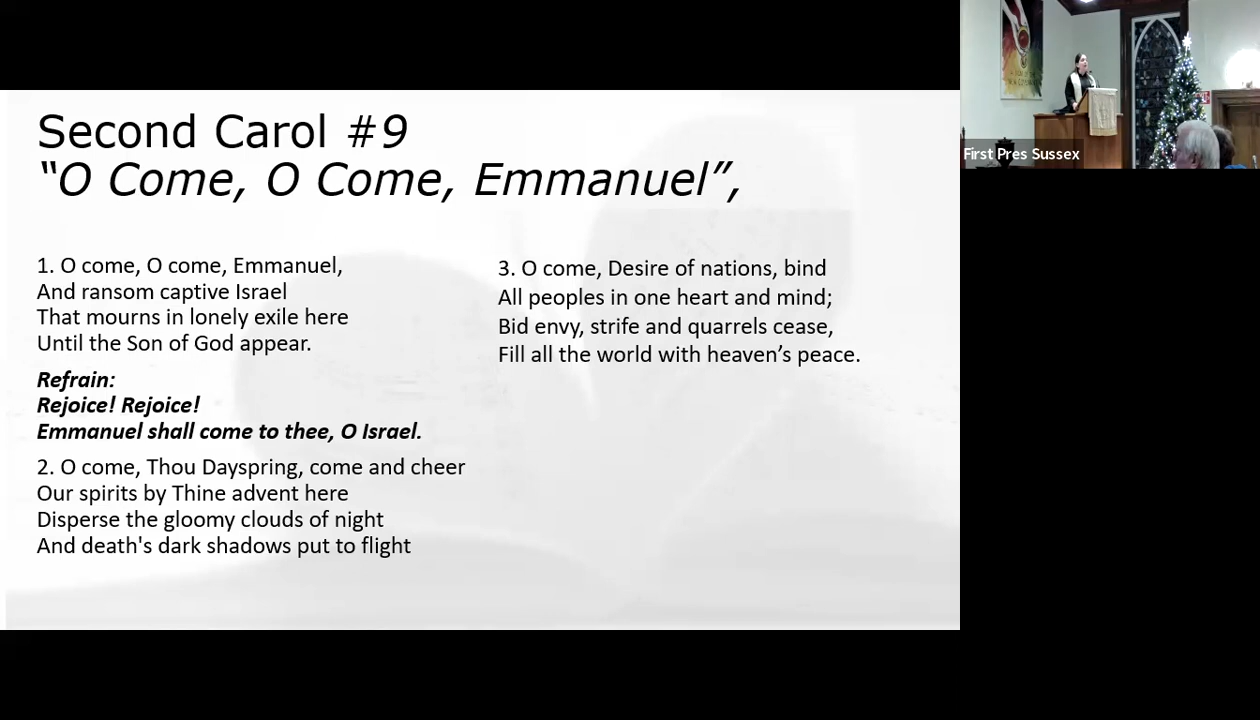 Second Carol #9
“O Come, O Come, Emmanuel”,
1. O come, O come, Emmanuel,
And ransom captive Israel
That mourns in lonely exile here
Until the Son of God appear.
Refrain:
Rejoice! Rejoice!
Emmanuel shall come to thee, O Israel.
2. O come, Thou Dayspring, come and cheer
Our spirits by Thine advent here
Disperse the gloomy clouds of night
And death's dark shadows put to flight
3. O come, Desire of nations, bind
All peoples in one heart and mind;
Bid envy, strife and quarrels cease,
Fill all the world with heaven’s peace.
First Pres Sussex